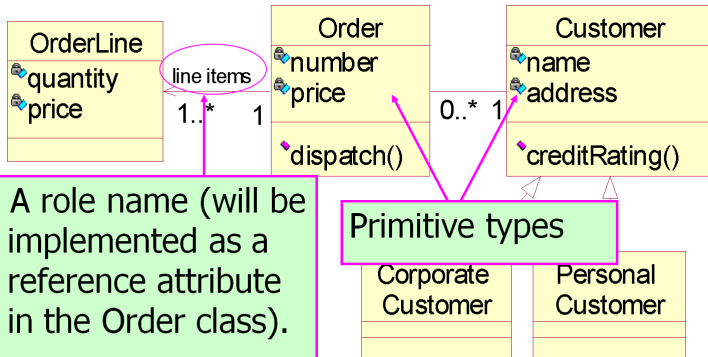 OrderLine
quantity
price
line items
1..*
1
Order
number
price
dispatch()
0..*
1
Customer
name
address
creditRating()
A role name (will be
implemented as a
reference attribute
in the Order class).
Primitive types
Corporate
Customer
Personal
Customer